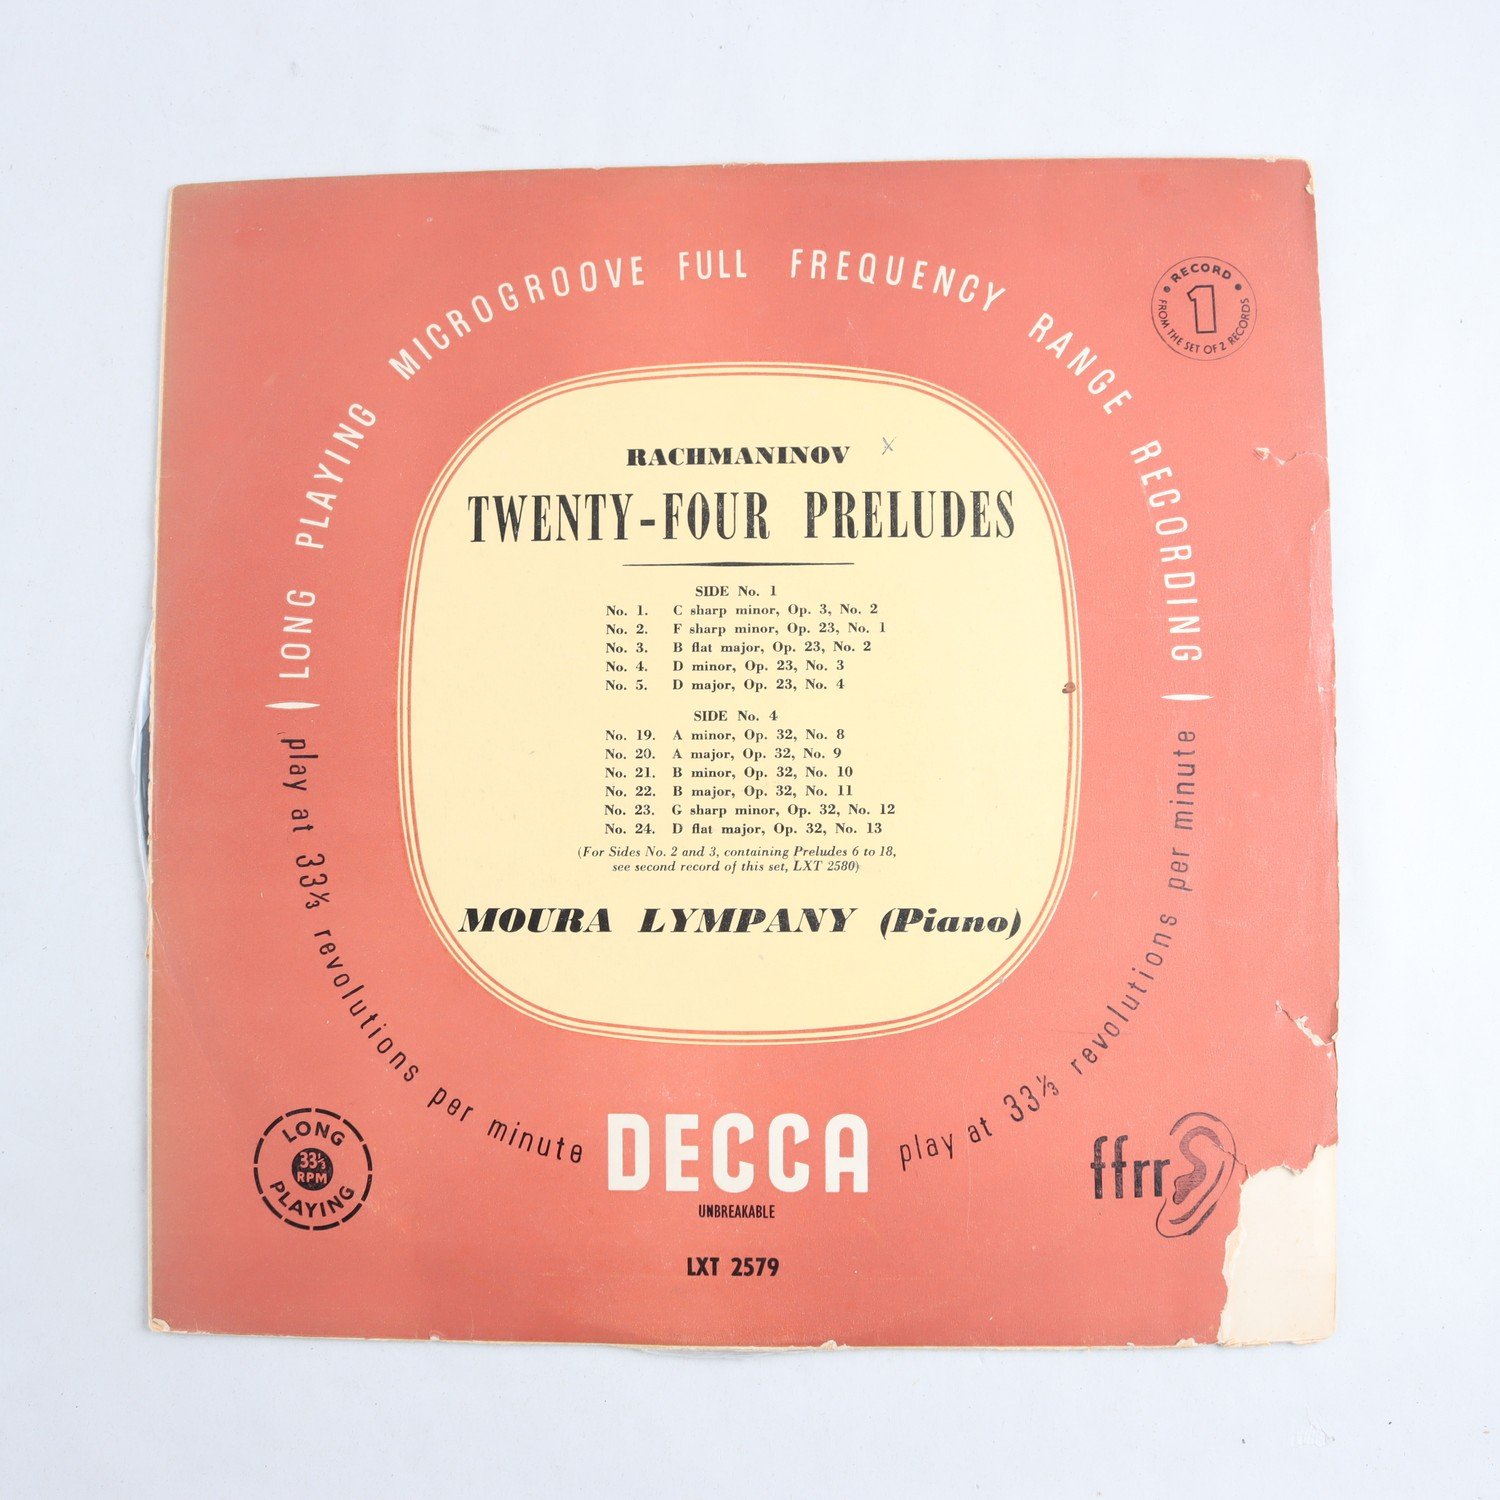 LONG PLAYING MICROGROOVE FULL FREQUENCY RANGE RECORDING
RECORD
1
FROM THE SET OF 2 RECORDS
RACHMANINOV x
TWENTY-FOUR PRELUDES
SIDE No. 1
No. 1. C sharp minor, Op. 3, No. 2
No. 2. F sharp minor, Op. 23, No. 1
No. 3. B flat major, Op. 23, No. 2
No. 4. D minor, Op. 23, No. 3
No. 5. D major, Op. 23, No. 4
SIDE No. 4
No. 19. A minor, Op. 32, No. 8
No. 20. A major, Op. 32, No. 9
No. 21. B minor, Op. 32, No. 10
No. 22. B major, Op. 32, No. 11
No. 23. G sharp minor, Op. 32, No. 12
No. 24. D flat major, Op. 32, No. 13
(For Sides No. 2 and 3, containing Preludes 6 to 18,
see second record of this set, LXT 2580)
MOURA LYMPANY (Piano)
play at 33⅓ revolutions per minute
play at 33⅓ revolutions per minute
LONG
33⅓
RPM
PLAYING
DECCA
UNBREAKABLE
LXT 2579
ffrr